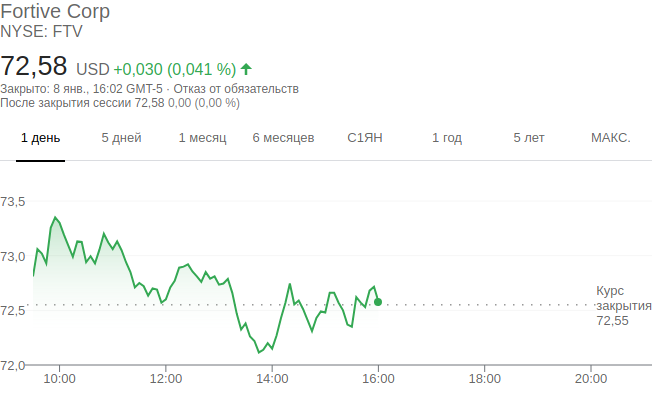 Fortive Corp
NYSE: FTV
72,58 USD +0,030 (0,041 %)
Закрыто: 8 янв., 16:02 GMT-5 · Отказ от обязательств
После закрытия сессии 72,58 0,00 (0,00 %)
1 день 5 дней 1 месяц 6 месяцев С1ЯН 1 год 5 лет МАКС.
73,5
73,0
72,5
72,0
Курс
закрытия
72,55
10:00 12:00 14:00 16:00 18:00 20:00